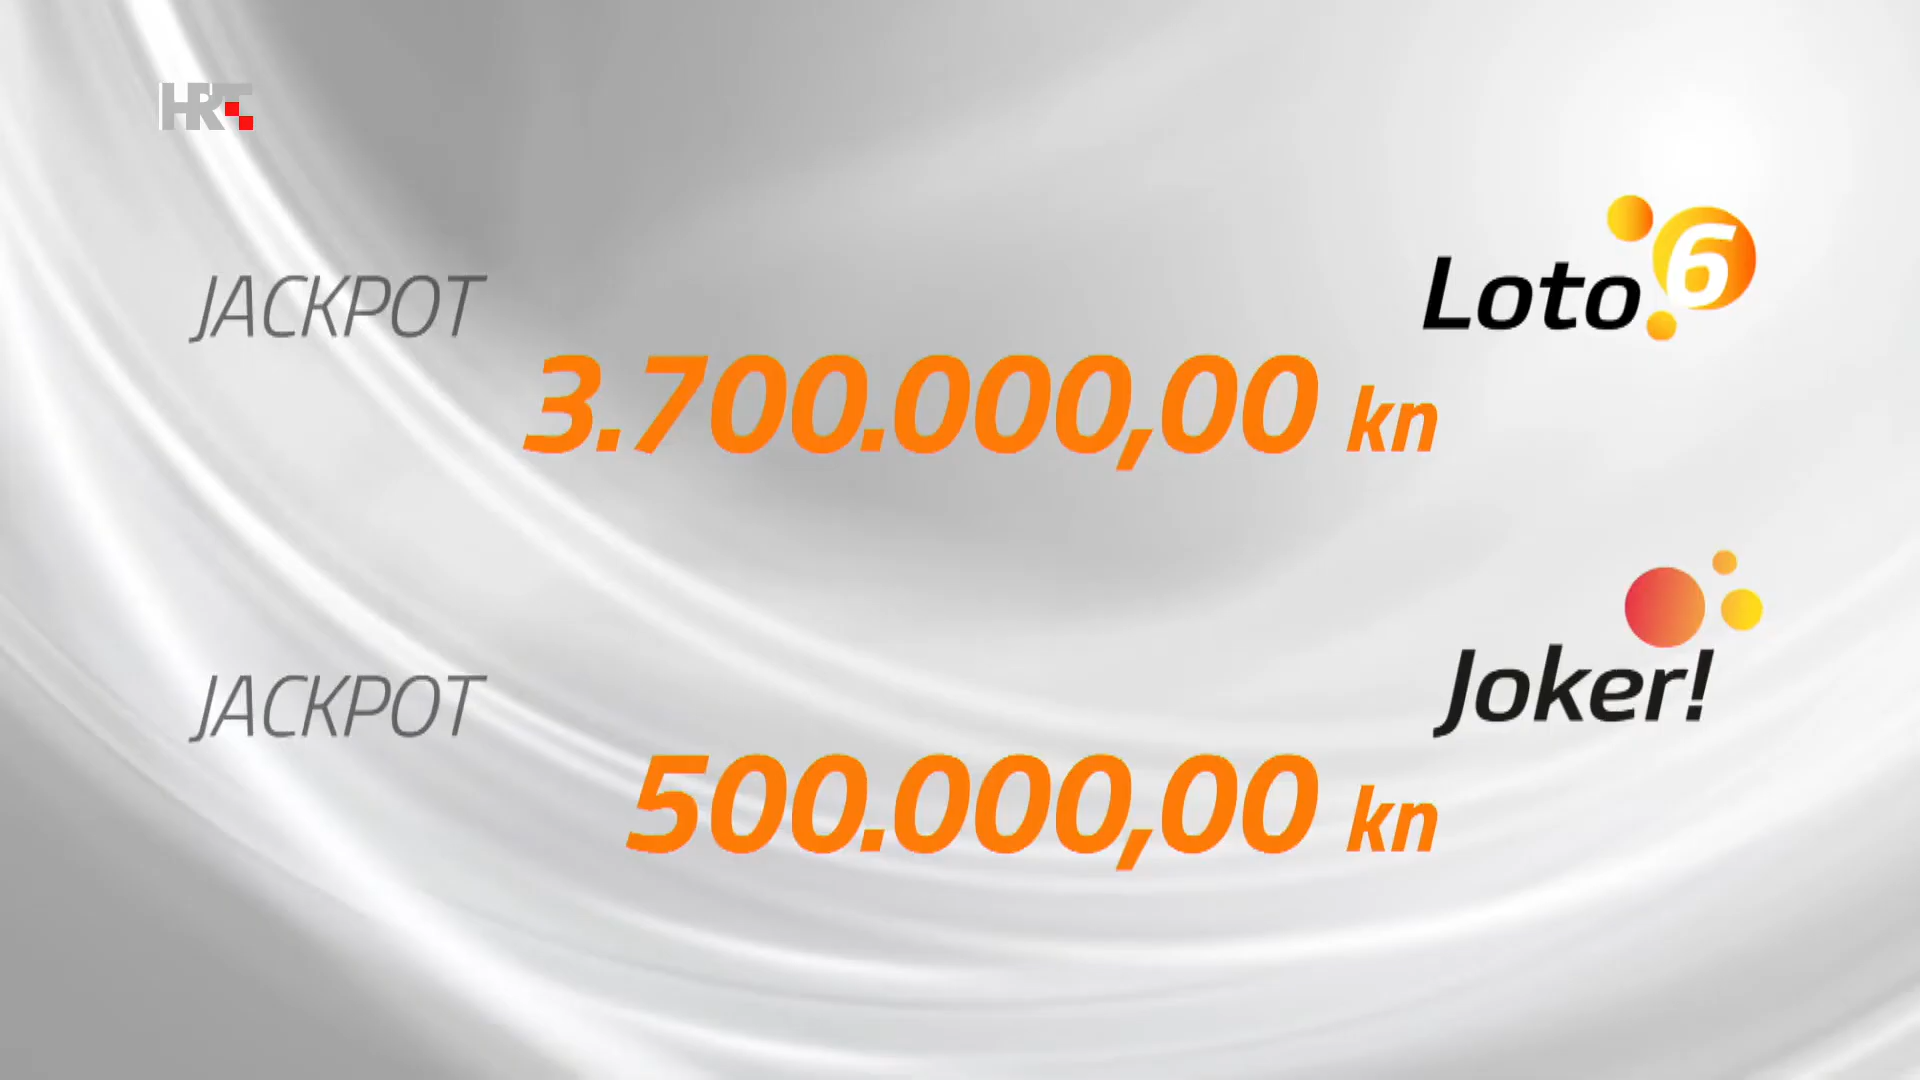 HRT
JACKPOT
Loto 6
3.700.000,00 kn
JACKPOT
Joker!
500.000,00 kn